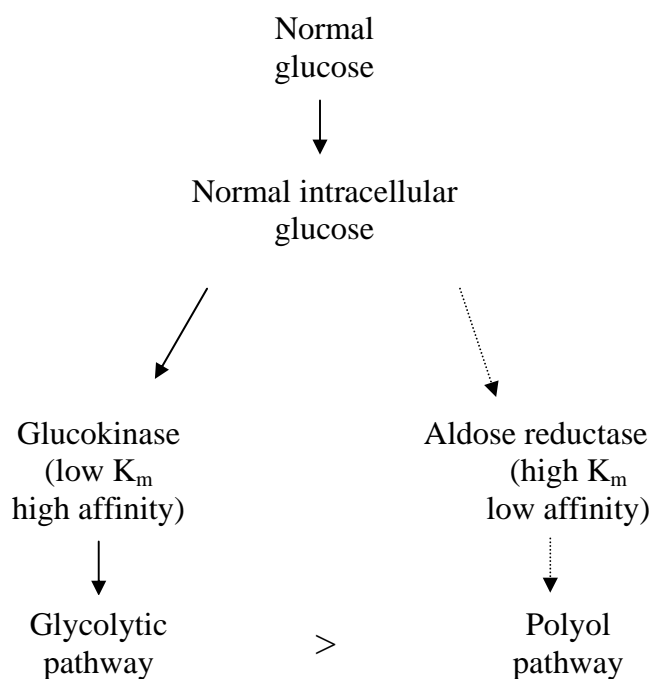 Normal
glucose
Normal intracellular
glucose
Glucokinase
(low Km
high affinity)
Aldose reductase
(high Km
low affinity)
Glycolytic
pathway
>
Polyol
pathway